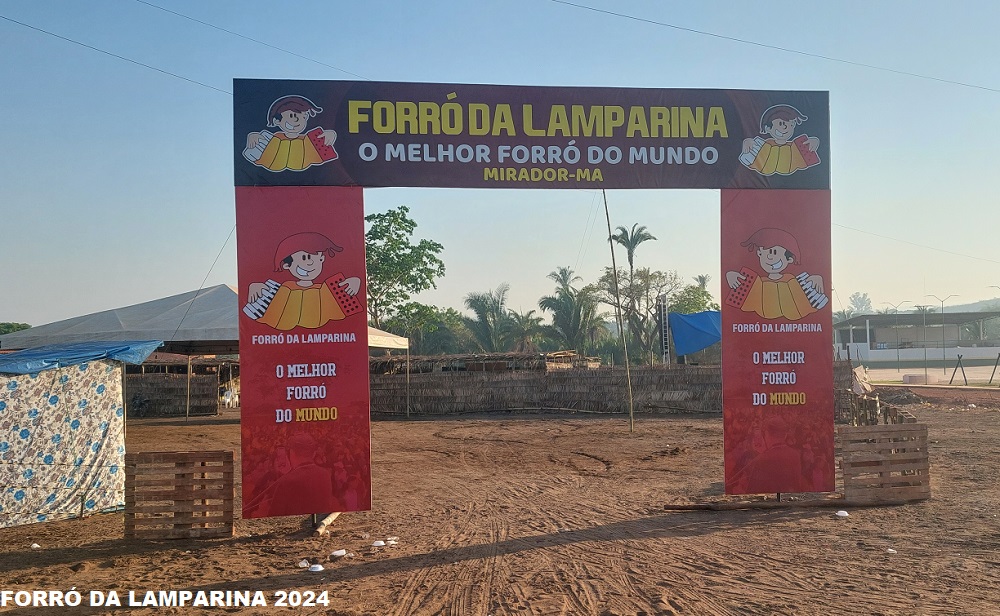 FORRÓ DA LAMPARINA
O MELHOR FORRÓ DO MUNDO
MIRADOR-MA
FORRÓ DA LAMPARINA
O MELHOR
FORRÓ
DO MUNDO
FORRÓ DA LAMPARINA
O MELHOR
FORRÓ
DO MUNDO
FORRÓ DA LAMPARINA 2024